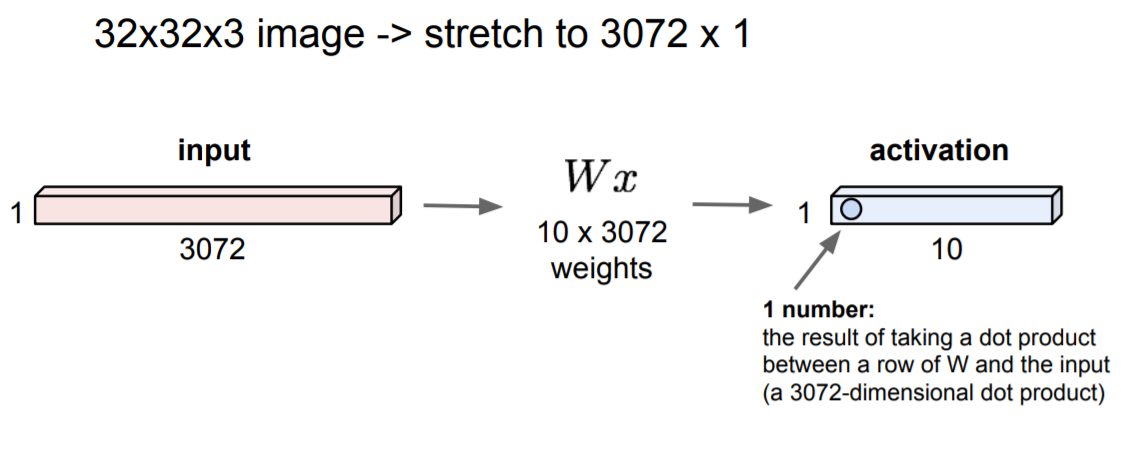 32x32x3 image -> stretch to 3072 x 1
input
activation
1
3072
Wx
10 x 3072
weights
1
10
1 number:
the result of taking a dot product
between a row of W and the input
(a 3072-dimensional dot product)